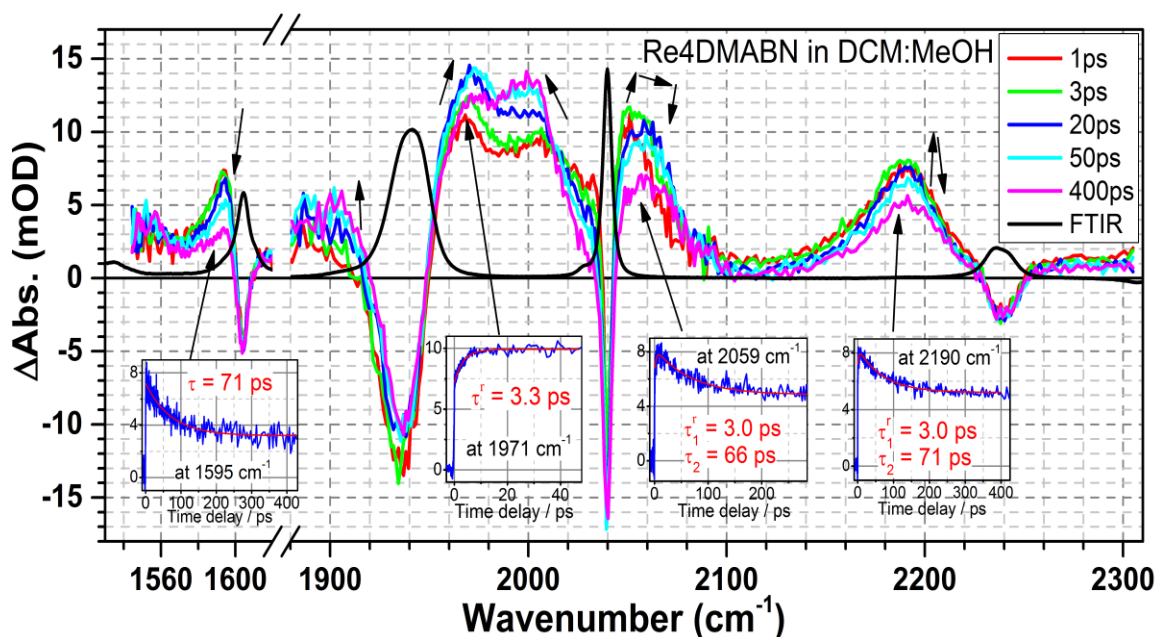 Re4DMABN in DCM:MeOH
1ps
3ps
20ps
50ps
400ps
FTIR
15
10
5
0
-5
-10
-15
ΔAbs. (mOD)
8
4
0
τ = 71 ps
at 1595 cm⁻¹
0 100 200 300 400
Time delay / ps
10
5
0
τʳ = 3.3 ps
at 1971 cm⁻¹
0 20 40
Time delay / ps
8
4
0
at 2059 cm⁻¹
τ₁ʳ = 3.0 ps
τ₂ = 66 ps
0 100 200
Time delay / ps
8
4
0
at 2190 cm⁻¹
τ₁ʳ = 3.0 ps
τ₂ = 71 ps
0 100 200 300 400
Time delay / ps
1560 1600 1900 2000 2100 2200 2300
Wavenumber (cm⁻¹)